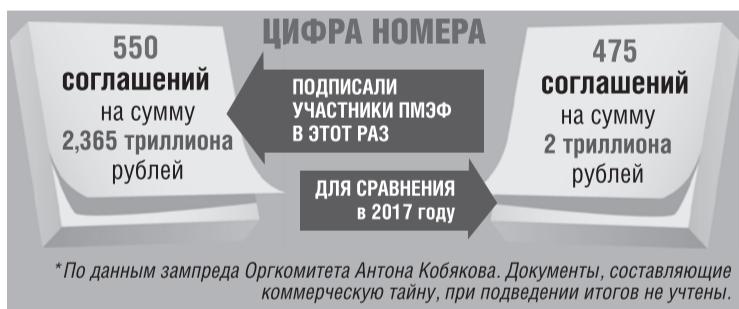 ЦИФРА НОМЕРА
550
соглашений
на сумму
2,365 триллиона
рублей
ПОДПИСАЛИ
УЧАСТНИКИ ПМЭФ
В ЭТОТ РАЗ
475
соглашений
на сумму
2 триллиона
рублей
ДЛЯ СРАВНЕНИЯ
в 2017 году
*По данным зампреда Оргкомитета Антона Кобякова. Документы, составляющие
коммерческую тайну, при подведении итогов не учтены.